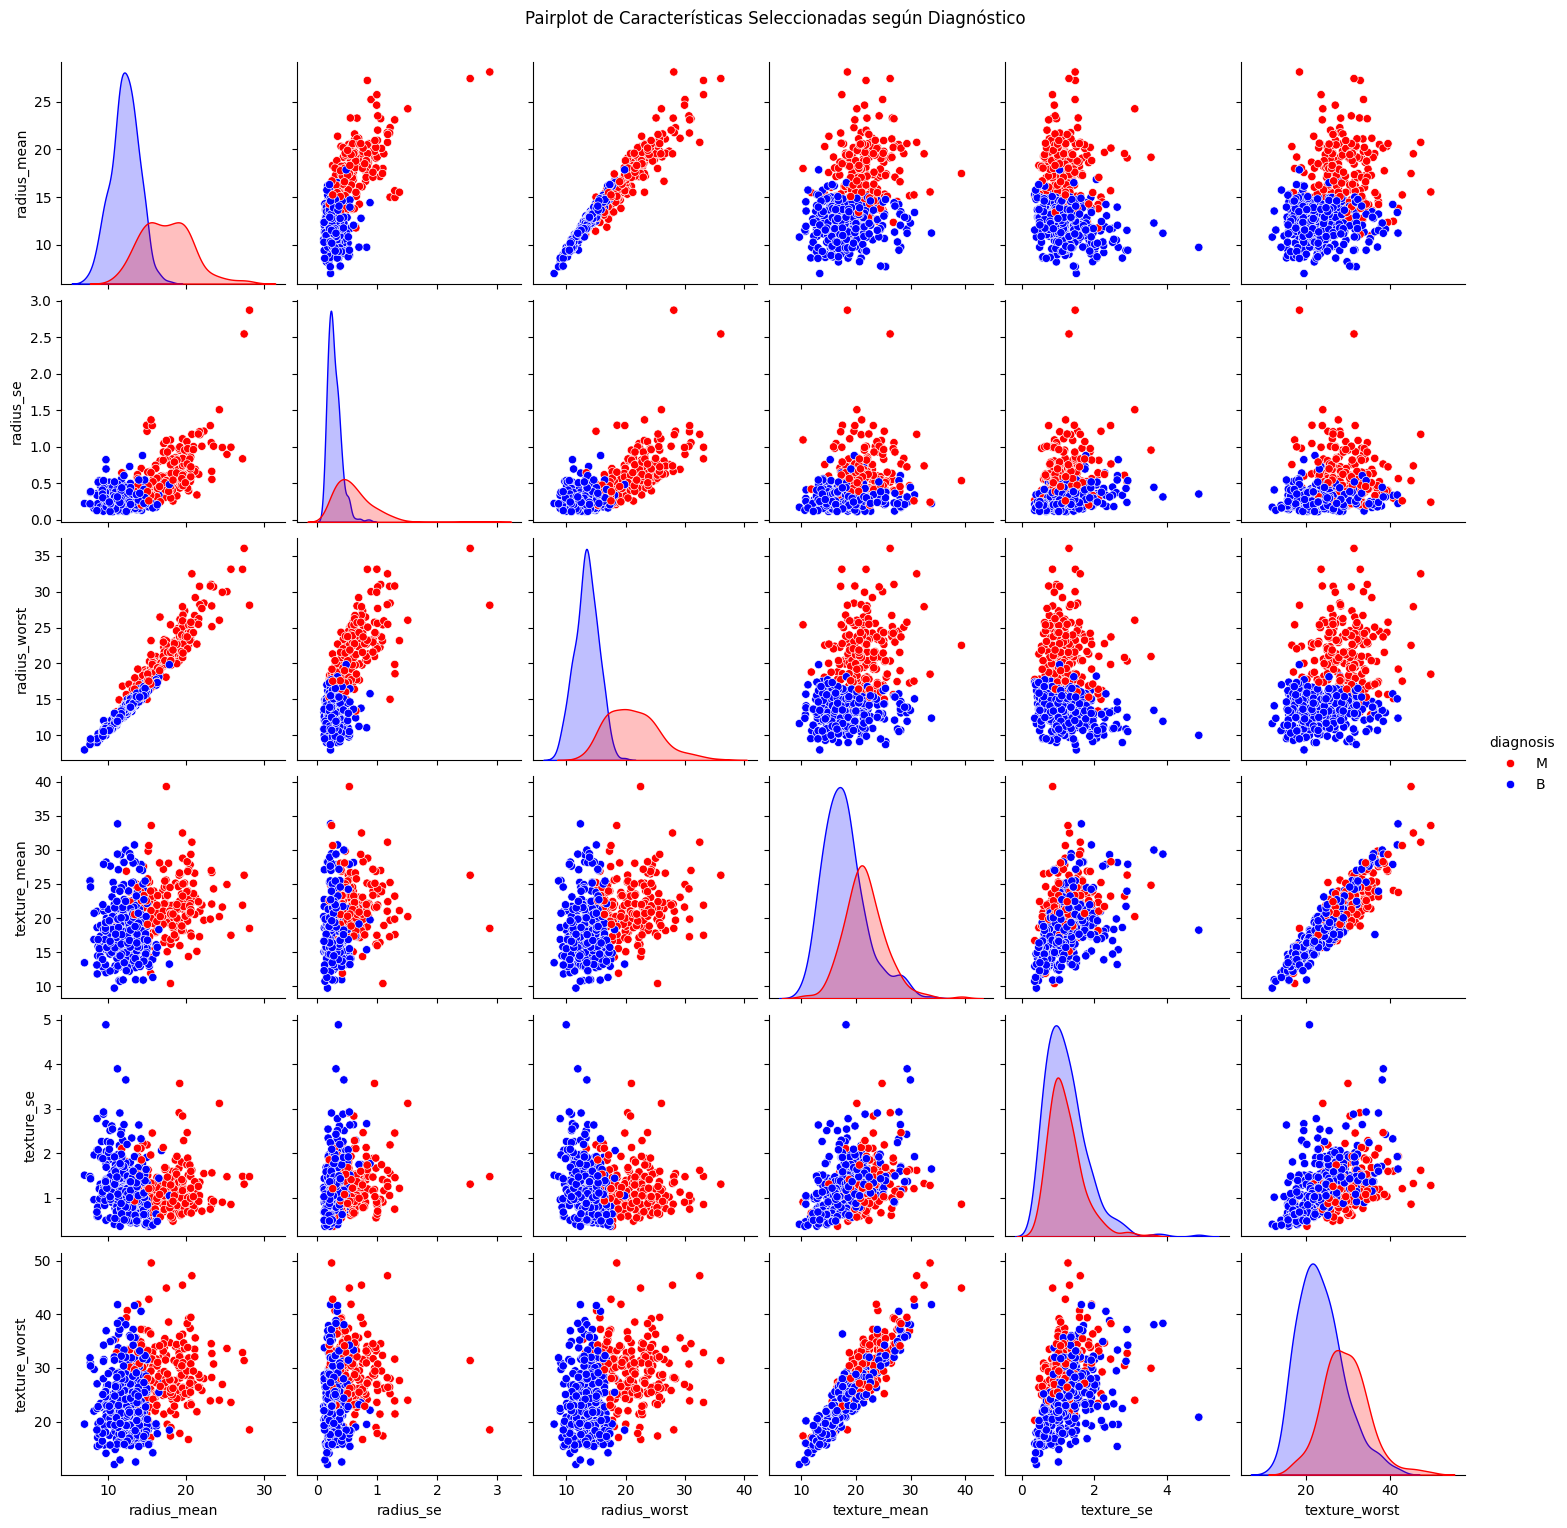 Pairplot de Características Seleccionadas según Diagnóstico
radius_mean
25
20
15
10
radius_se
3.0
2.5
2.0
1.5
1.0
0.5
0.0
radius_worst
35
30
25
20
15
10
diagnosis
M
B
texture_mean
40
35
30
25
20
15
10
texture_se
5
4
3
2
1
texture_worst
50
40
30
20
10 20 30
0 1 2 3
10 20 30 40
10 20 30 40
0 2 4
20 40
radius_mean radius_se radius_worst texture_mean texture_se texture_worst